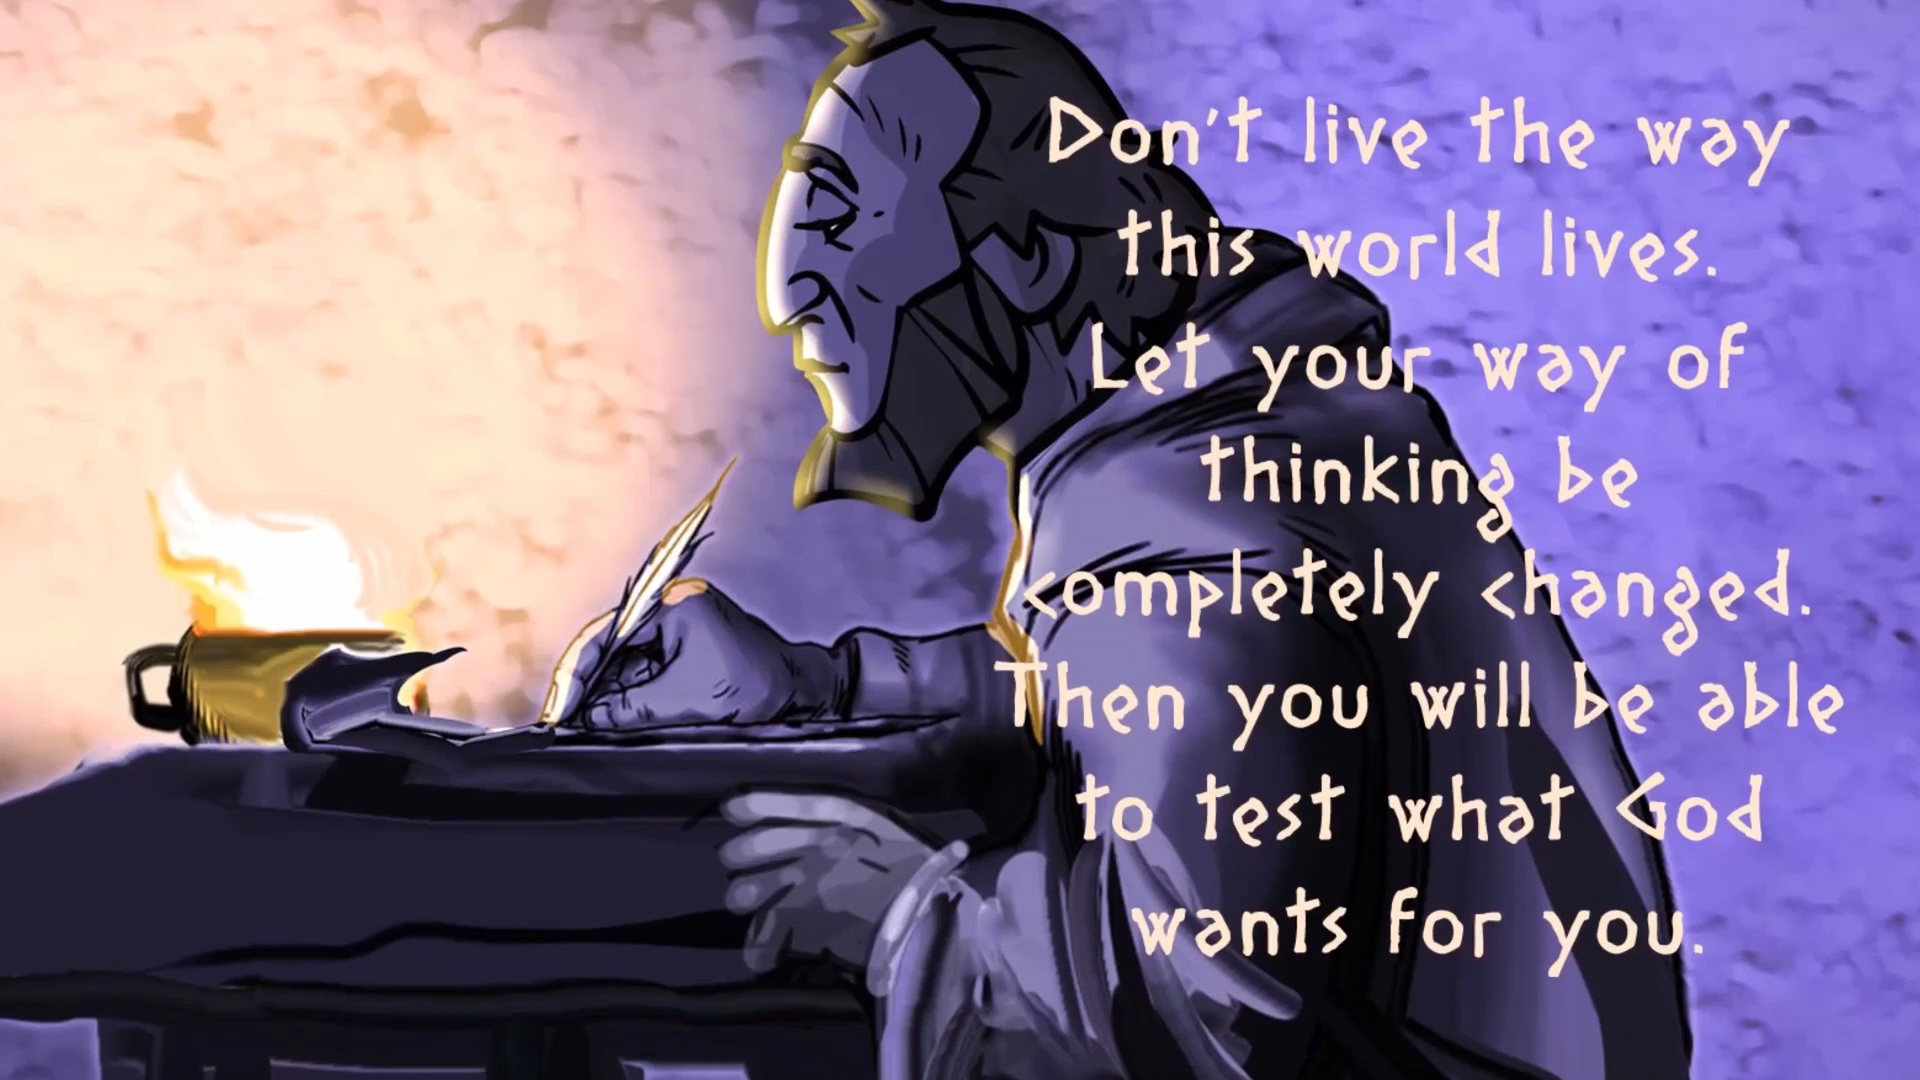 Don't live the way
this world lives.
Let your way of
thinking be
completely changed.
Then you will be able
to test what God
wants for you.